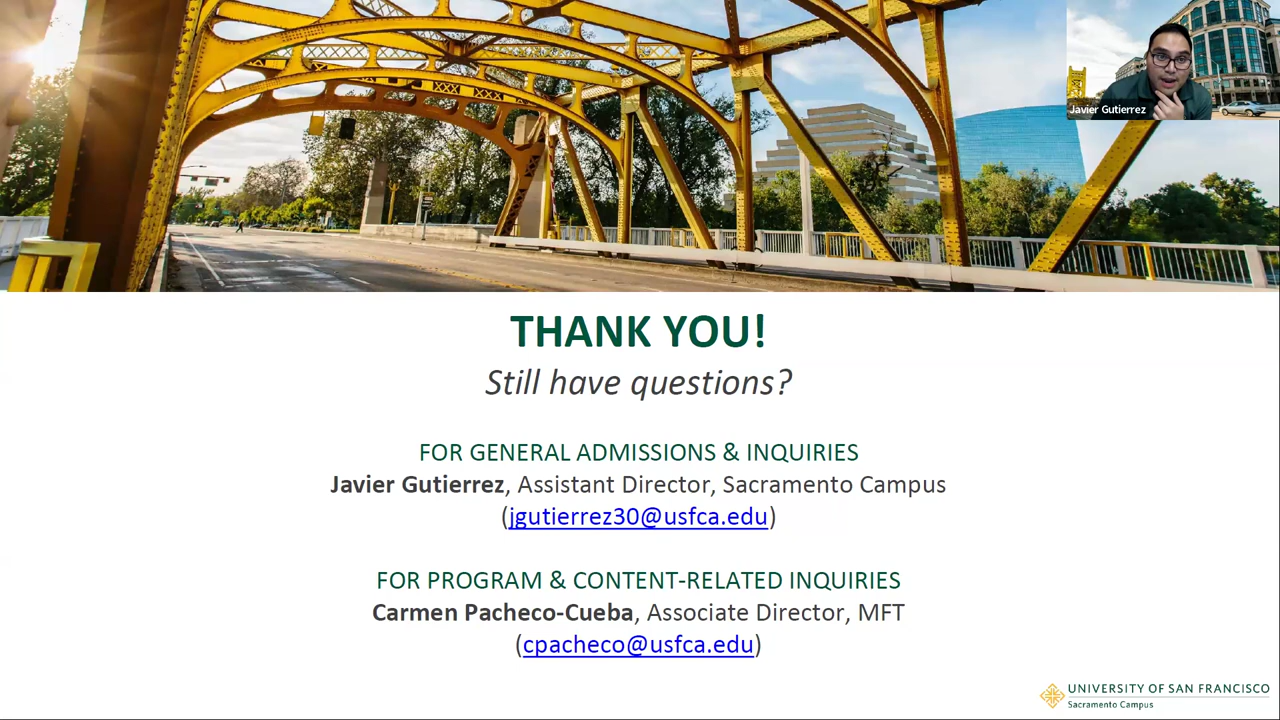 Javier Gutierrez
THANK YOU!
Still have questions?
FOR GENERAL ADMISSIONS & INQUIRIES
Javier Gutierrez, Assistant Director, Sacramento Campus
(jgutierrez30@usfca.edu)
FOR PROGRAM & CONTENT-RELATED INQUIRIES
Carmen Pacheco-Cueba, Associate Director, MFT
(cpacheco@usfca.edu)
UNIVERSITY OF SAN FRANCISCO
Sacramento Campus